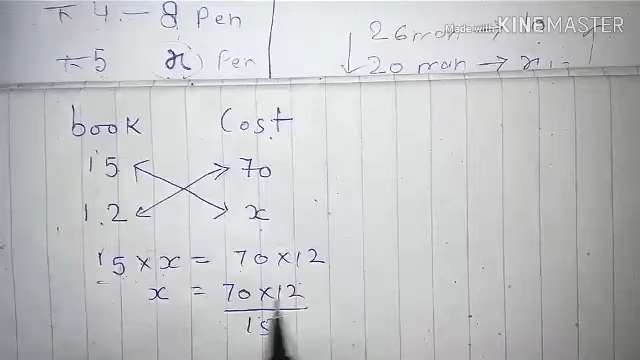 ₹ 4 - 8 Pen
₹ 5 x Pen
Made with KINEMASTER
26 man → 15
20 man → x
book Cost
15 70
12 x
15 × x = 70 × 12
x = 70 × 12
15